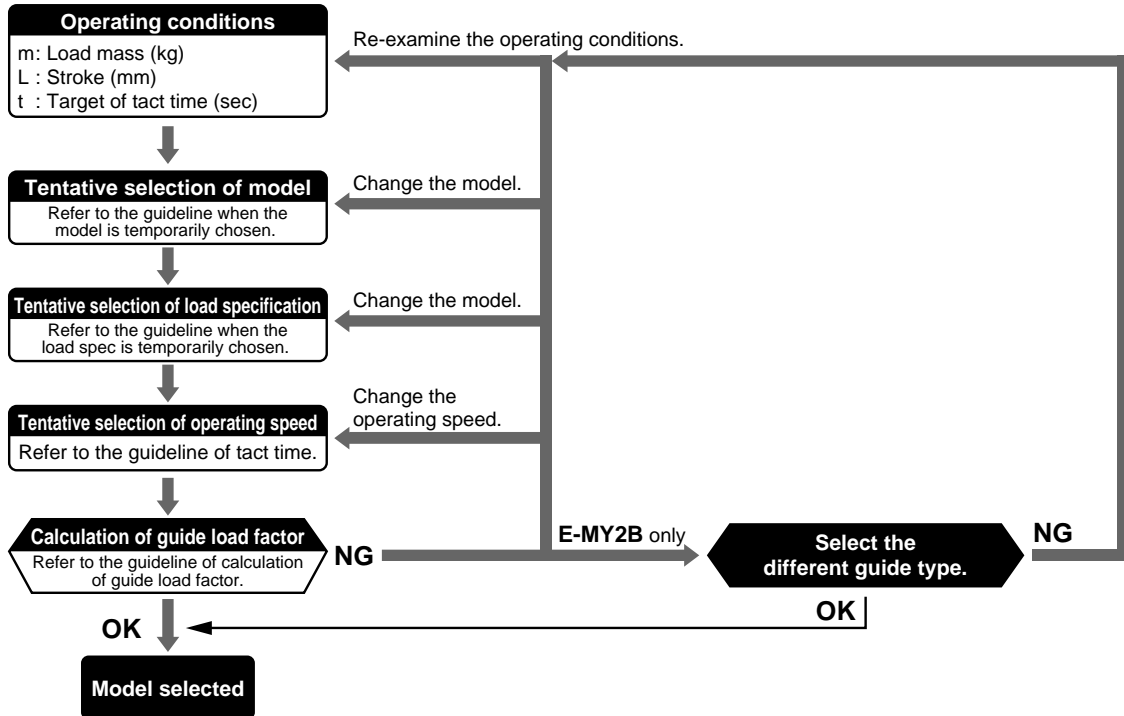 Operating conditions
m: Load mass (kg)
L : Stroke (mm)
t : Target of tact time (sec)
Re-examine the operating conditions.
Tentative selection of model
Refer to the guideline when the
model is temporarily chosen.
Change the model.
Tentative selection of load specification
Refer to the guideline when the
load spec is temporarily chosen.
Change the model.
Tentative selection of operating speed
Refer to the guideline of tact time.
Change the
operating speed.
Calculation of guide load factor
Refer to the guideline of calculation
of guide load factor.
NG
E-MY2B only
Select the
different guide type.
NG
OK
OK
Model selected